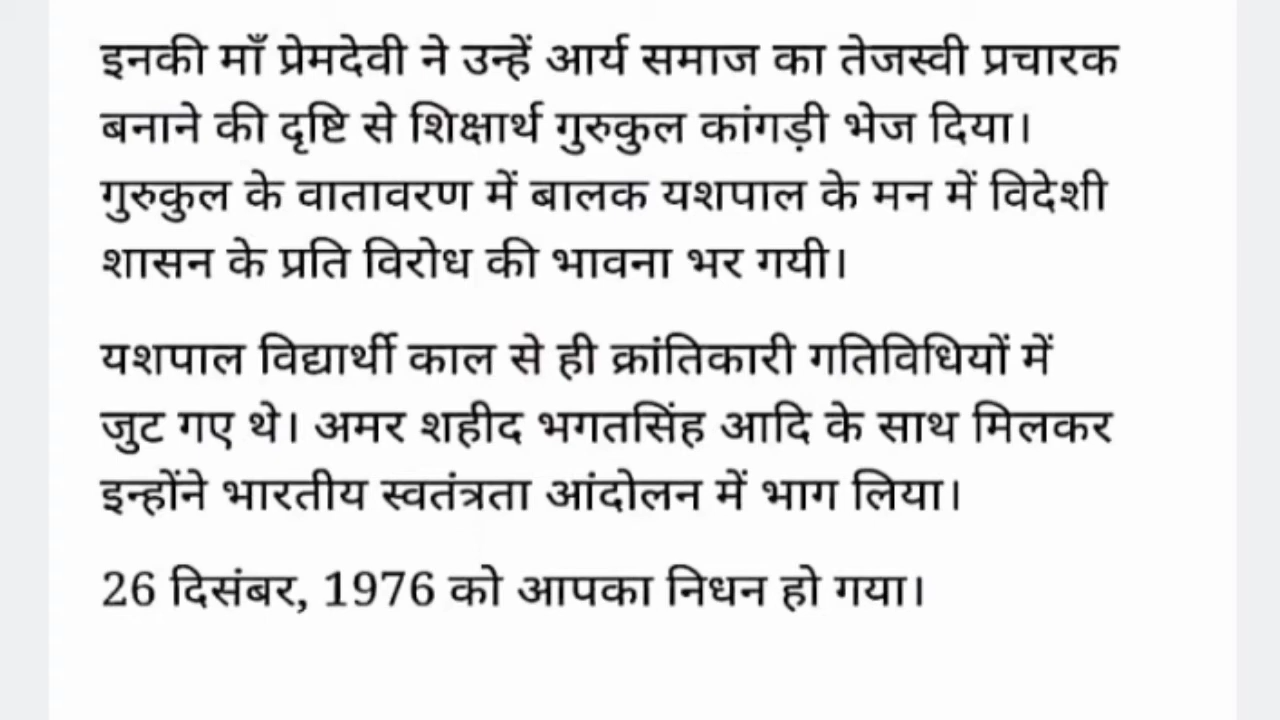 इनकी माँ प्रेमदेवी ने उन्हें आर्य समाज का तेजस्वी प्रचारक
बनाने की दृष्टि से शिक्षार्थ गुरुकुल कांगड़ी भेज दिया।
गुरुकुल के वातावरण में बालक यशपाल के मन में विदेशी
शासन के प्रति विरोध की भावना भर गयी।
यशपाल विद्यार्थी काल से ही क्रांतिकारी गतिविधियों में
जुट गए थे। अमर शहीद भगतसिंह आदि के साथ मिलकर
इन्होंने भारतीय स्वतंत्रता आंदोलन में भाग लिया।
26 दिसंबर, 1976 को आपका निधन हो गया।